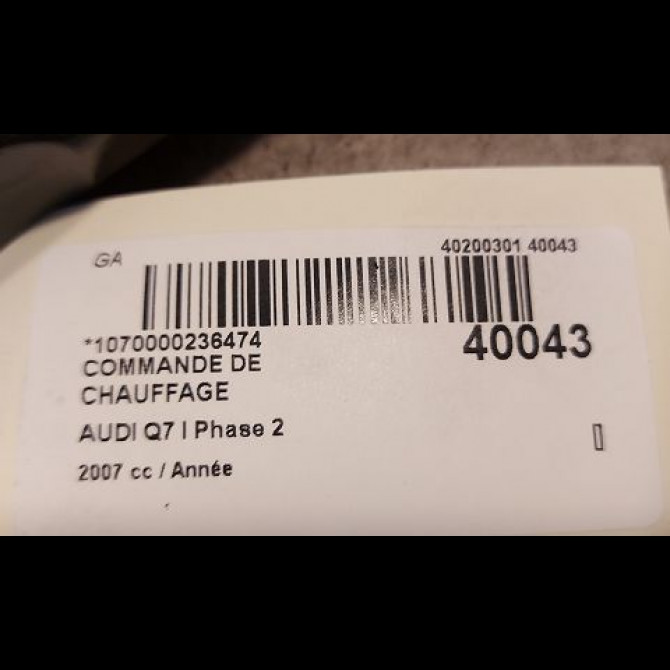 GA 40200301 40043
*1070000236474 40043
COMMANDE DE
CHAUFFAGE
AUDI Q7 I Phase 2
2007 cc / Année